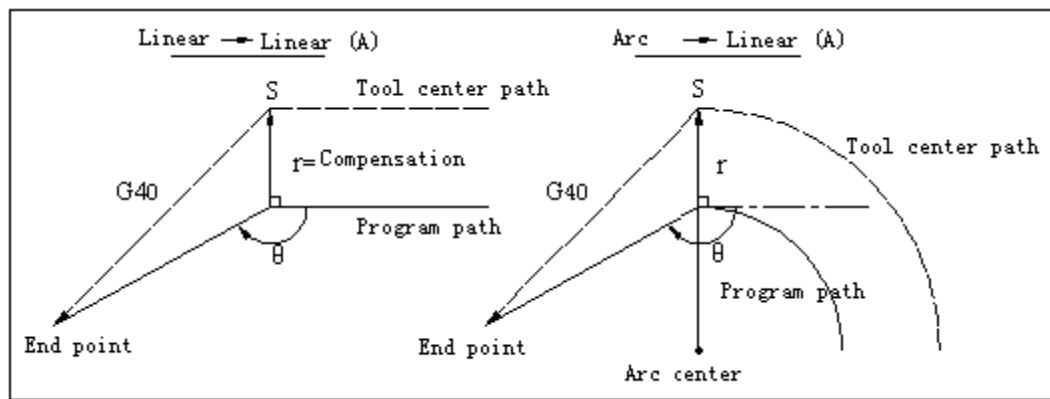 Linear → Linear (A)
S
Tool center path
r=Compensation
G40
Program path
θ
End point
Arc → Linear (A)
S
Tool center path
r
G40
θ
Program path
End point
Arc center